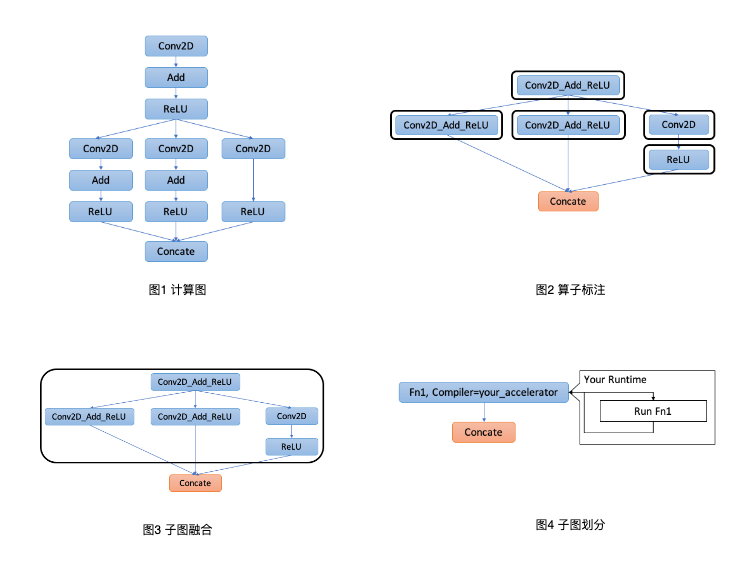 Conv2D
Add
ReLU
Conv2D
Conv2D
Conv2D
Add
Add
ReLU
ReLU
ReLU
Concate
图1 计算图
Conv2D_Add_ReLU
Conv2D_Add_ReLU
Conv2D_Add_ReLU
Conv2D
ReLU
Concate
图2 算子标注
Conv2D_Add_ReLU
Conv2D_Add_ReLU
Conv2D_Add_ReLU
Conv2D
ReLU
Concate
图3 子图融合
Fn1, Compiler=your_accelerator
Concate
Your Runtime
Run Fn1
图4 子图划分